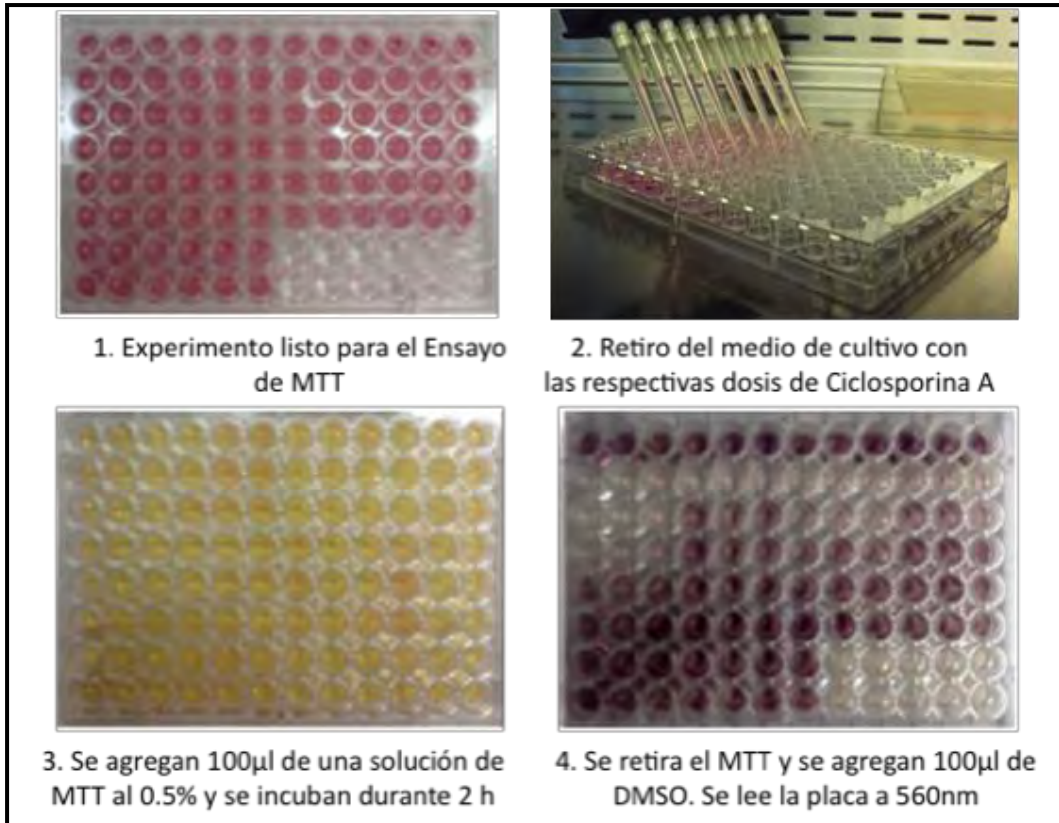 1. Experimento listo para el Ensayo
de MTT
2. Retiro del medio de cultivo con
las respectivas dosis de Ciclosporina A
3. Se agregan 100µl de una solución de
MTT al 0.5% y se incuban durante 2 h
4. Se retira el MTT y se agregan 100µl de
DMSO. Se lee la placa a 560nm